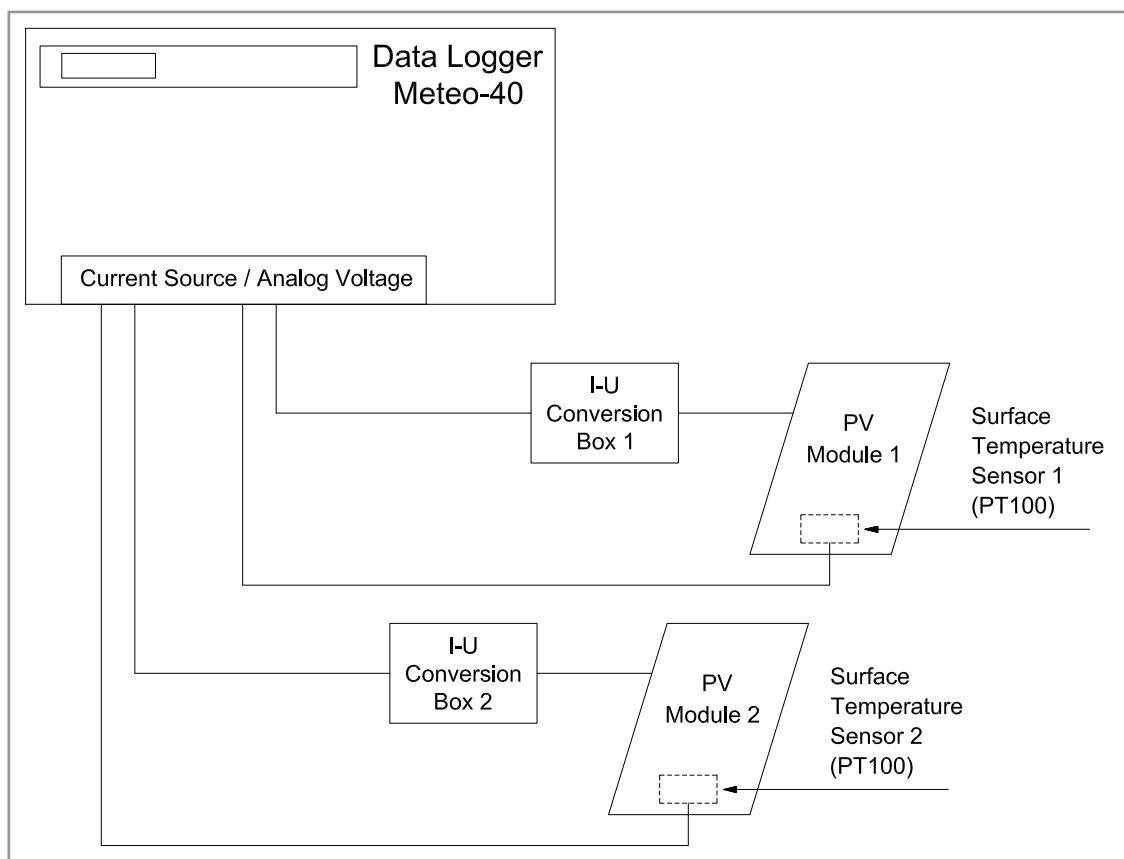 Data Logger
Meteo-40
Current Source / Analog Voltage
I-U
Conversion
Box 1
PV
Module 1
Surface
Temperature
Sensor 1
(PT100)
I-U
Conversion
Box 2
PV
Module 2
Surface
Temperature
Sensor 2
(PT100)